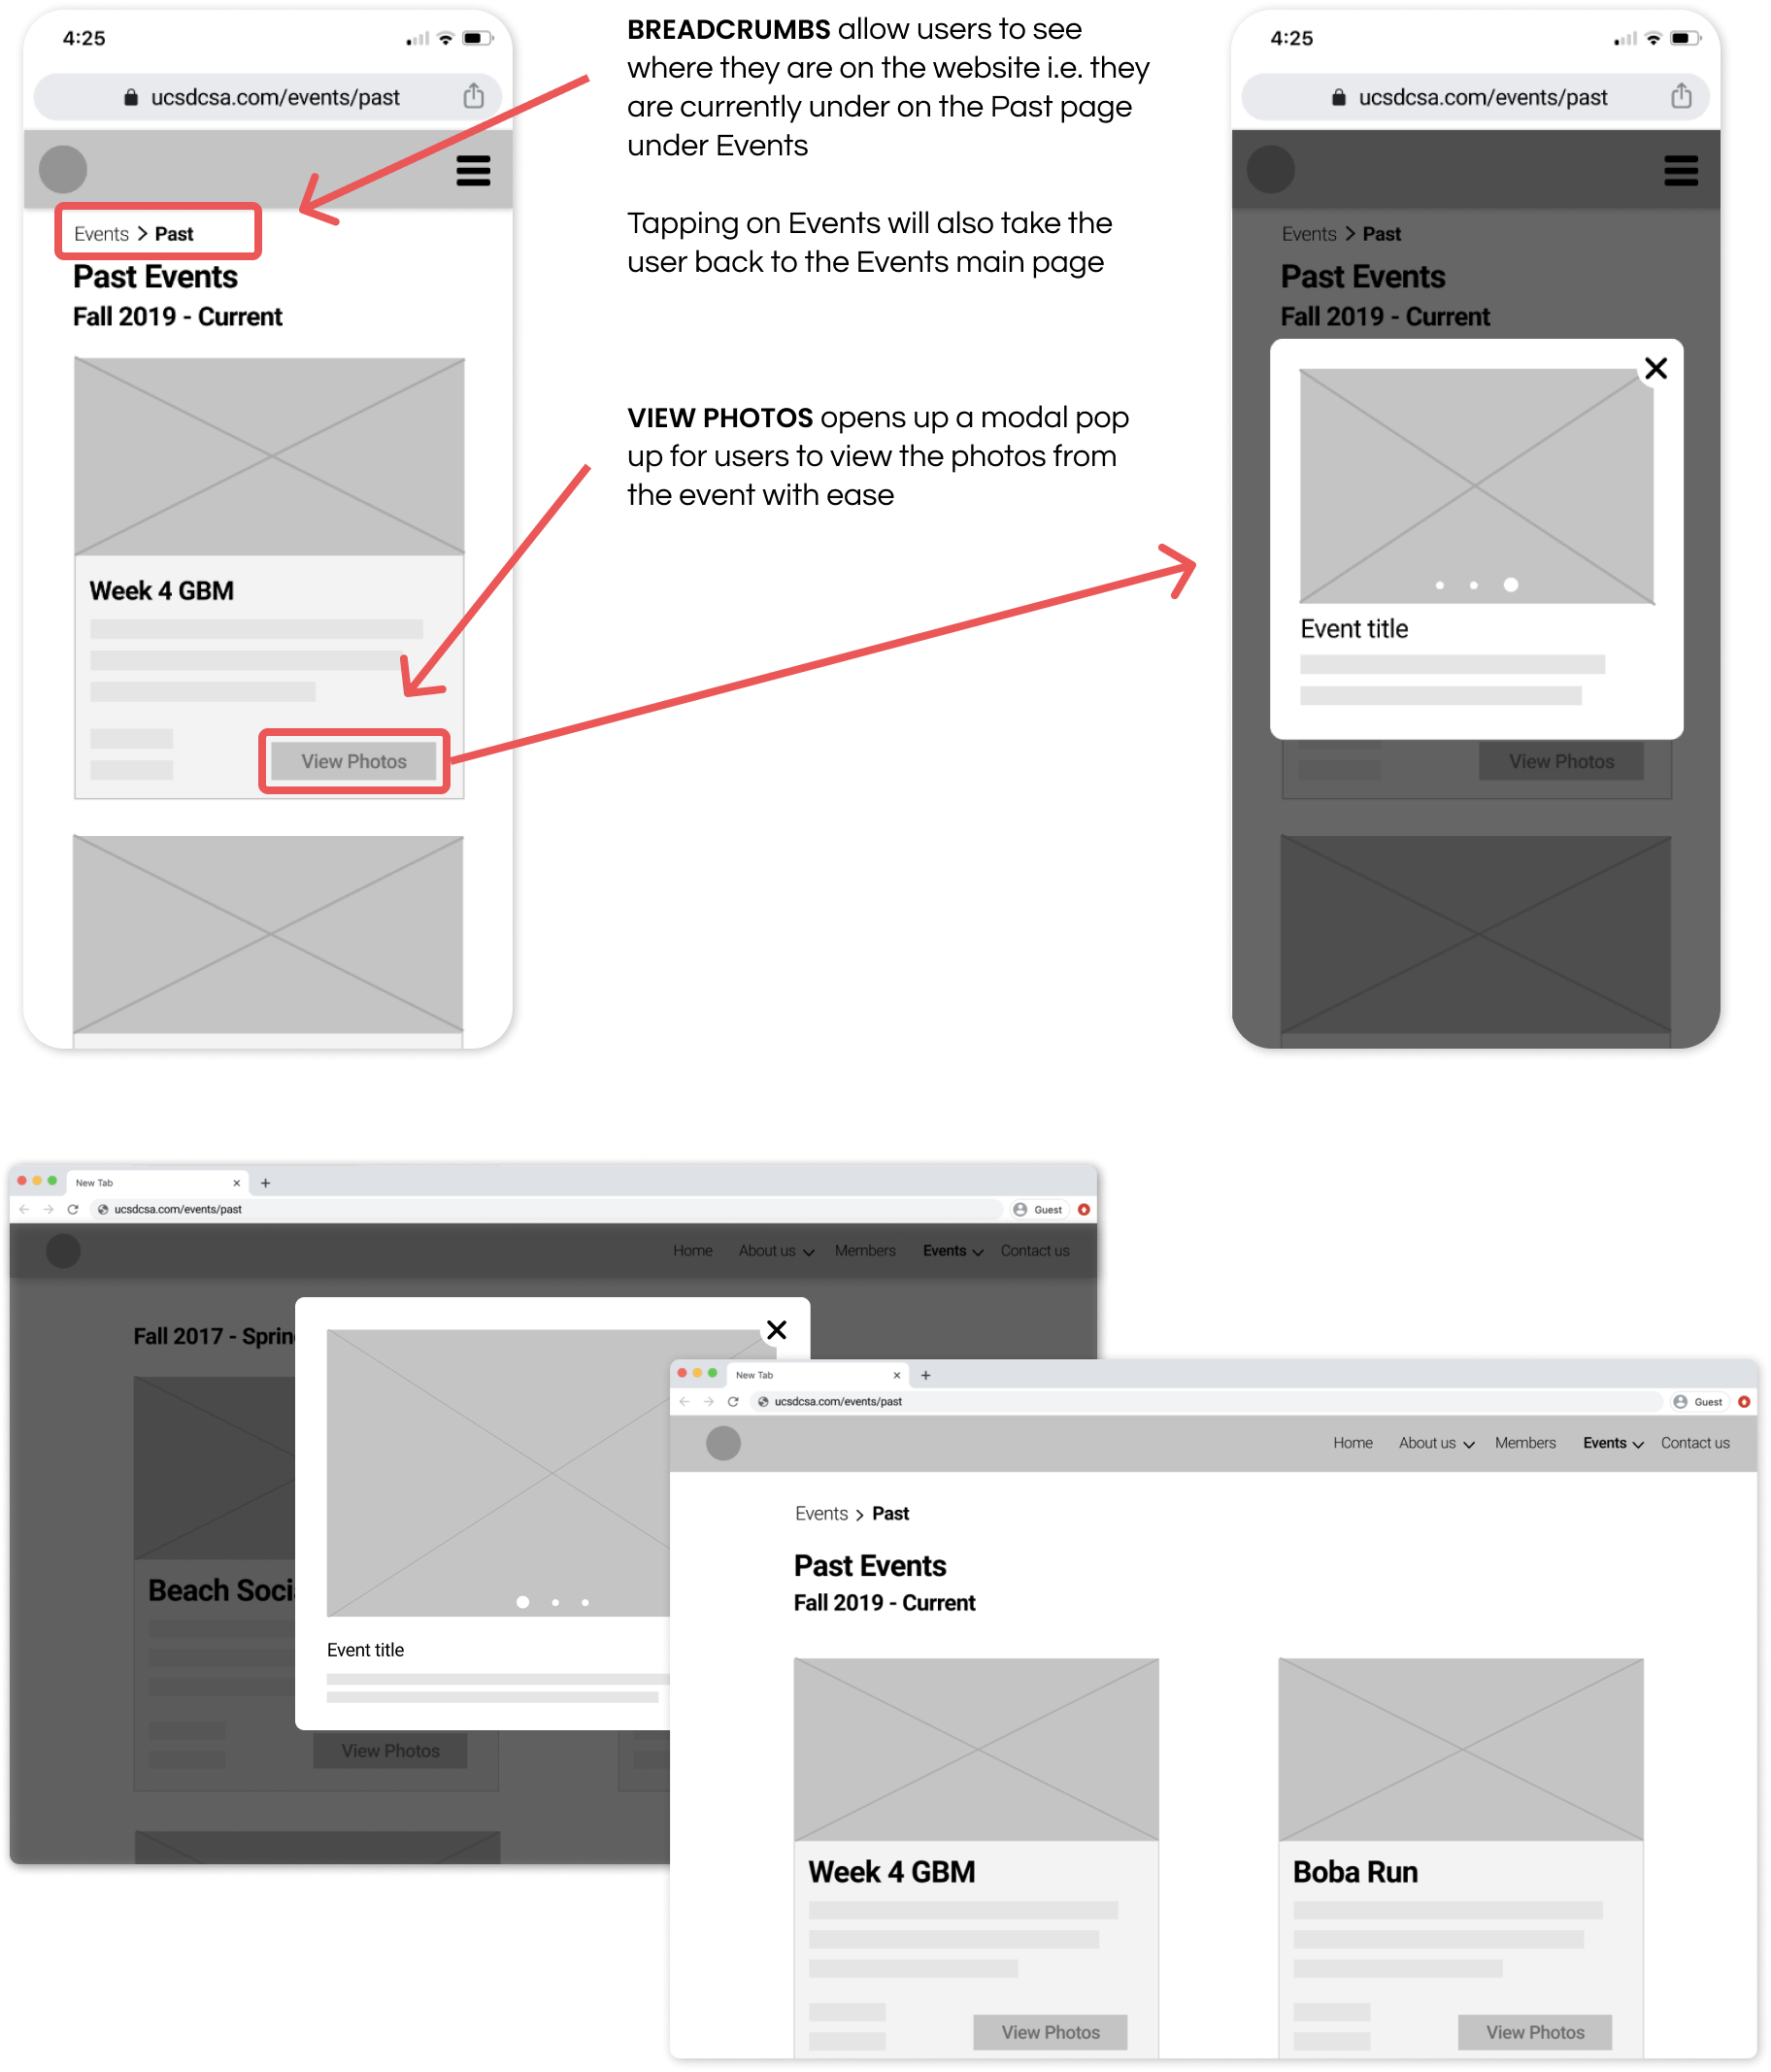 4:25
ucsdcsa.com/events/past
Events > Past
Past Events
Fall 2019 - Current
Week 4 GBM
View Photos
BREADCRUMBS allow users to see
where they are on the website i.e. they
are currently under on the Past page
under Events
Tapping on Events will also take the
user back to the Events main page
VIEW PHOTOS opens up a modal pop
up for users to view the photos from
the event with ease
4:25
ucsdcsa.com/events/past
Events > Past
Past Events
Fall 2019 - Current
Event title
View Photos
New Tab
ucsdcsa.com/events/past
Guest
Home About us Members Events Contact us
Fall 2017 -
Beach
Event title
View Photos
New Tab
ucsdcsa.com/events/past
Guest
Home About us Members Events Contact us
Events > Past
Past Events
Fall 2019 - Current
Week 4 GBM
Boba Run
View Photos
View Photos